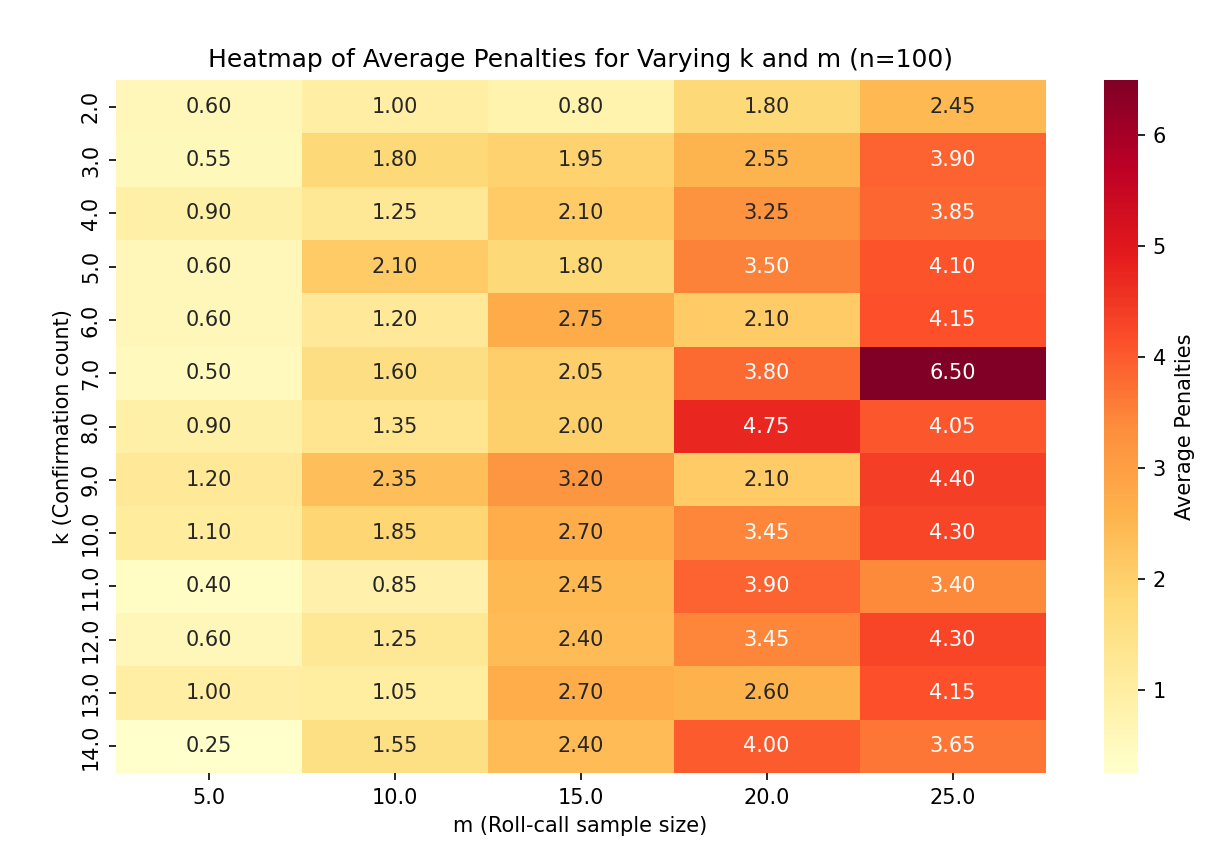 Heatmap of Average Penalties for Varying k and m (n=100)
k (Confirmation count)
2.0 0.60 1.00 0.80 1.80 2.45
3.0 0.55 1.80 1.95 2.55 3.90
4.0 0.90 1.25 2.10 3.25 3.85
5.0 0.60 2.10 1.80 3.50 4.10
6.0 0.60 1.20 2.75 2.10 4.15
7.0 0.50 1.60 2.05 3.80 6.50
8.0 0.90 1.35 2.00 4.75 4.05
9.0 1.20 2.35 3.20 2.10 4.40
10.0 1.10 1.85 2.70 3.45 4.30
11.0 0.40 0.85 2.45 3.90 3.40
12.0 0.60 1.25 2.40 3.45 4.30
13.0 1.00 1.05 2.70 2.60 4.15
14.0 0.25 1.55 2.40 4.00 3.65
5.0 10.0 15.0 20.0 25.0
m (Roll-call sample size)
6
5
4
3
2
1
Average Penalties